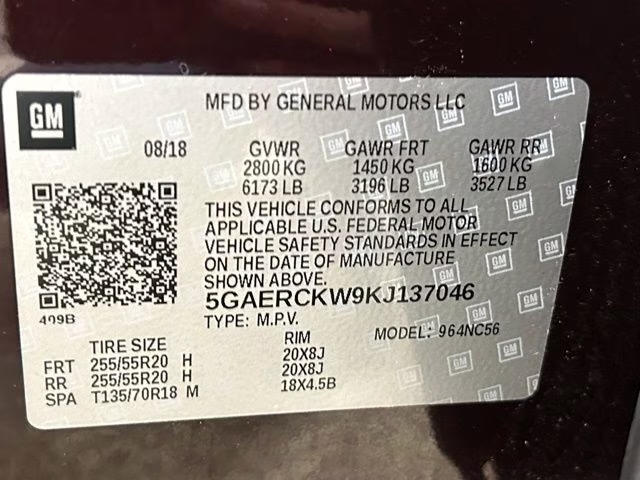 GM
MFD BY GENERAL MOTORS LLC
08/18 GVWR GAWR FRT GAWR RR
2800 KG 1450 KG 1600 KG
6173 LB 3196 LB 3527 LB
THIS VEHICLE CONFORMS TO ALL
APPLICABLE U.S. FEDERAL MOTOR
VEHICLE SAFETY STANDARDS IN EFFECT
ON THE DATE OF MANUFACTURE
SHOWN ABOVE.
5GAERCKW9KJ137046
409B
TYPE: M.P.V. MODEL: 964NC56
TIRE SIZE RIM
FRT 255/55R20 H 20X8J
RR 255/55R20 H 20X8J
SPA T135/70R18 M 18X4.5B